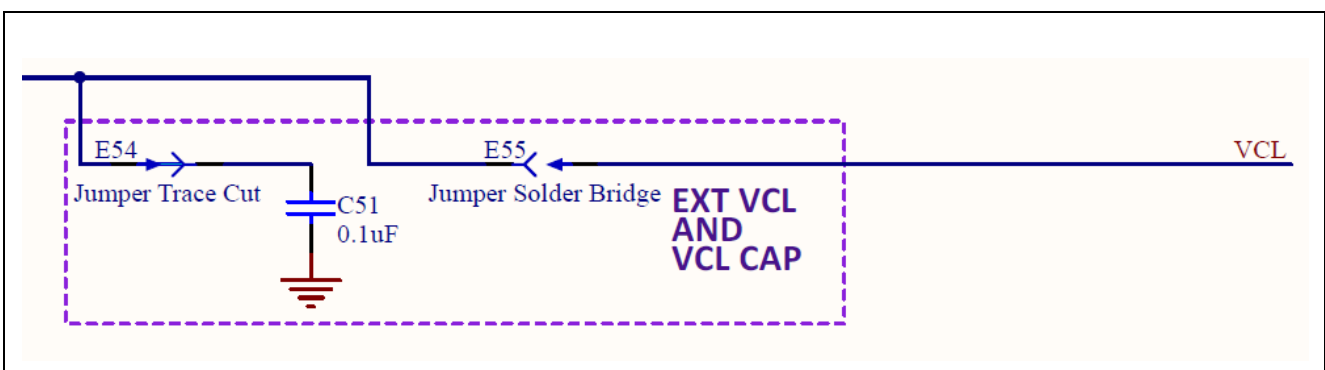 E54
E55
VCL
Jumper Trace Cut
Jumper Solder Bridge
C51
0.1uF
EXT VCL
AND
VCL CAP